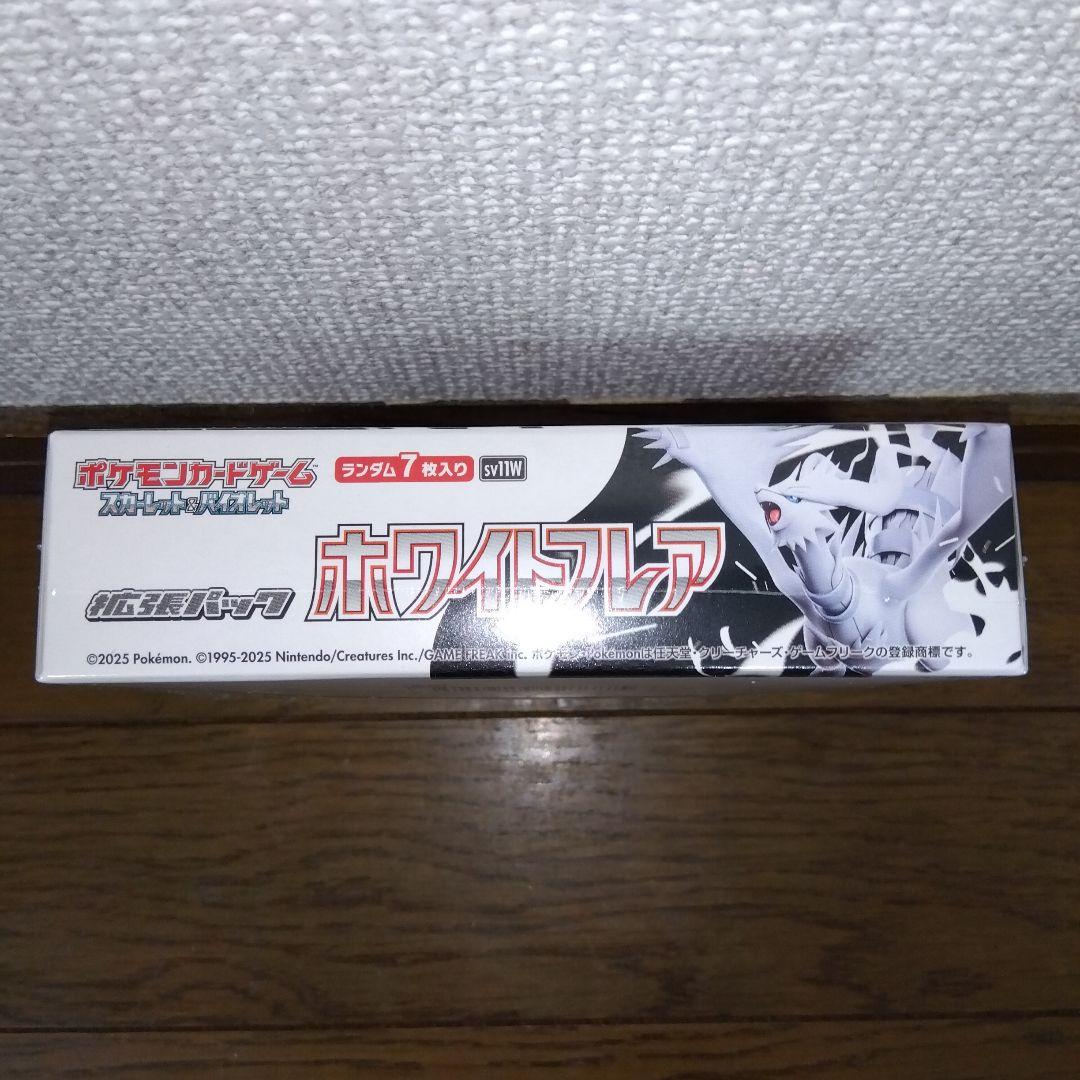 ポケモンカードゲーム™
スカーレット&バイオレット
ランダム7枚入り
sv11W
拡張パック
ホワイトフレア
©2025 Pokémon. ©1995-2025 Nintendo/Creatures Inc./GAME FREAK inc. ポケモン・Pokémonは任天堂・クリーチャーズ・ゲームフリークの登録商標です。